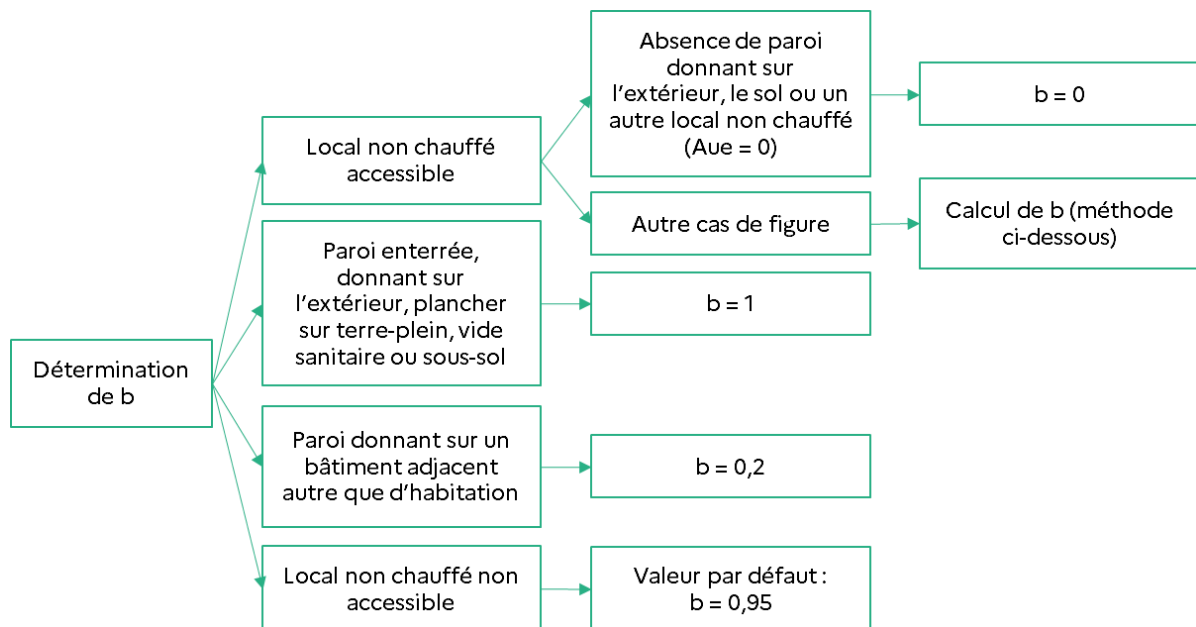 Détermination
de b
Local non chauffé
accessible
Absence de paroi
donnant sur
l'extérieur, le sol ou un
autre local non chauffé
(Aue = 0)
b = 0
Autre cas de figure
Calcul de b (méthode
ci-dessous)
Paroi enterrée,
donnant sur
l'extérieur, plancher
sur terre-plein, vide
sanitaire ou sous-sol
b = 1
Paroi donnant sur un
bâtiment adjacent
autre que d'habitation
b = 0,2
Local non chauffé non
accessible
Valeur par défaut :
b = 0,95